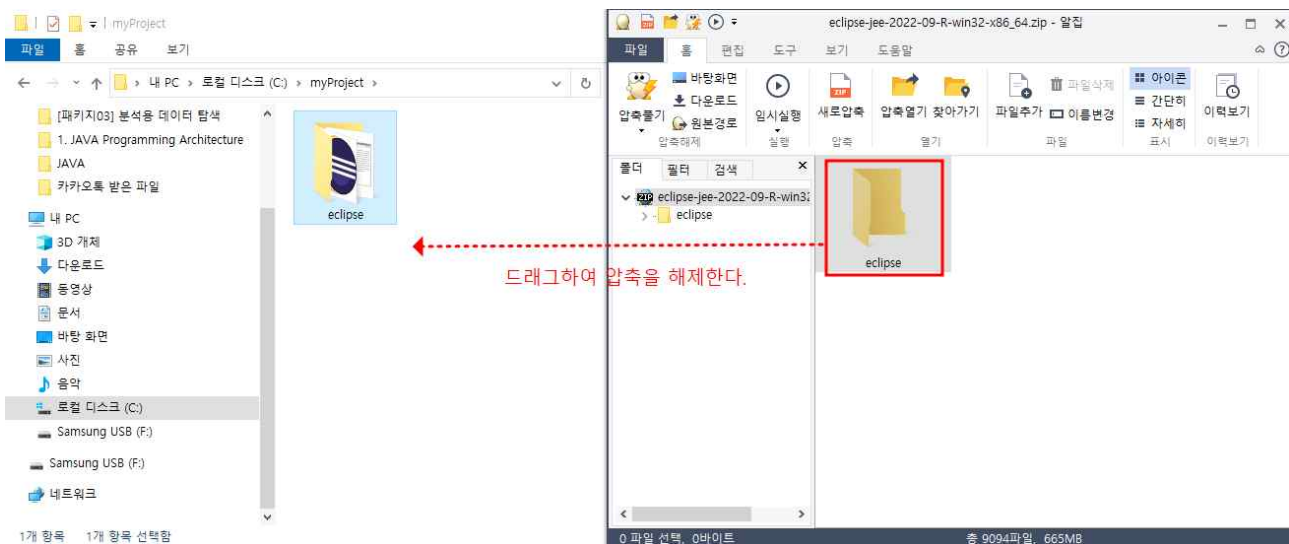 myProject
파일 홈 공유 보기
내 PC > 로컬 디스크 (C:) > myProject >
[패키지03] 분석용 데이터 탐색
1. JAVA Programming Architecture
JAVA
카카오톡 받은 파일
내 PC
3D 개체
다운로드
동영상
문서
바탕 화면
사진
음악
로컬 디스크 (C:)
Samsung USB (F:)
Samsung USB (F:)
네트워크
1개 항목 1개 항목 선택함
eclipse
드래그하여 압축을 해제한다.
eclipse-jee-2022-09-R-win32-x86_64.zip - 알집
파일 홈 편집 도구 보기 도움말
압축풀기
바탕화면
다운로드
원본경로
임시실행
ZIP
새로압축
압축열기
찾아가기
파일추가
파일삭제
이름변경
아이콘
간단히
자세히
이력보기
압축해제 실행 압축 열기 파일 표시 이력보기
폴더 필터 검색
ZIP eclipse-jee-2022-09-R-win32
eclipse
eclipse
0 파일 선택, 0바이트 총 9094파일, 665MB